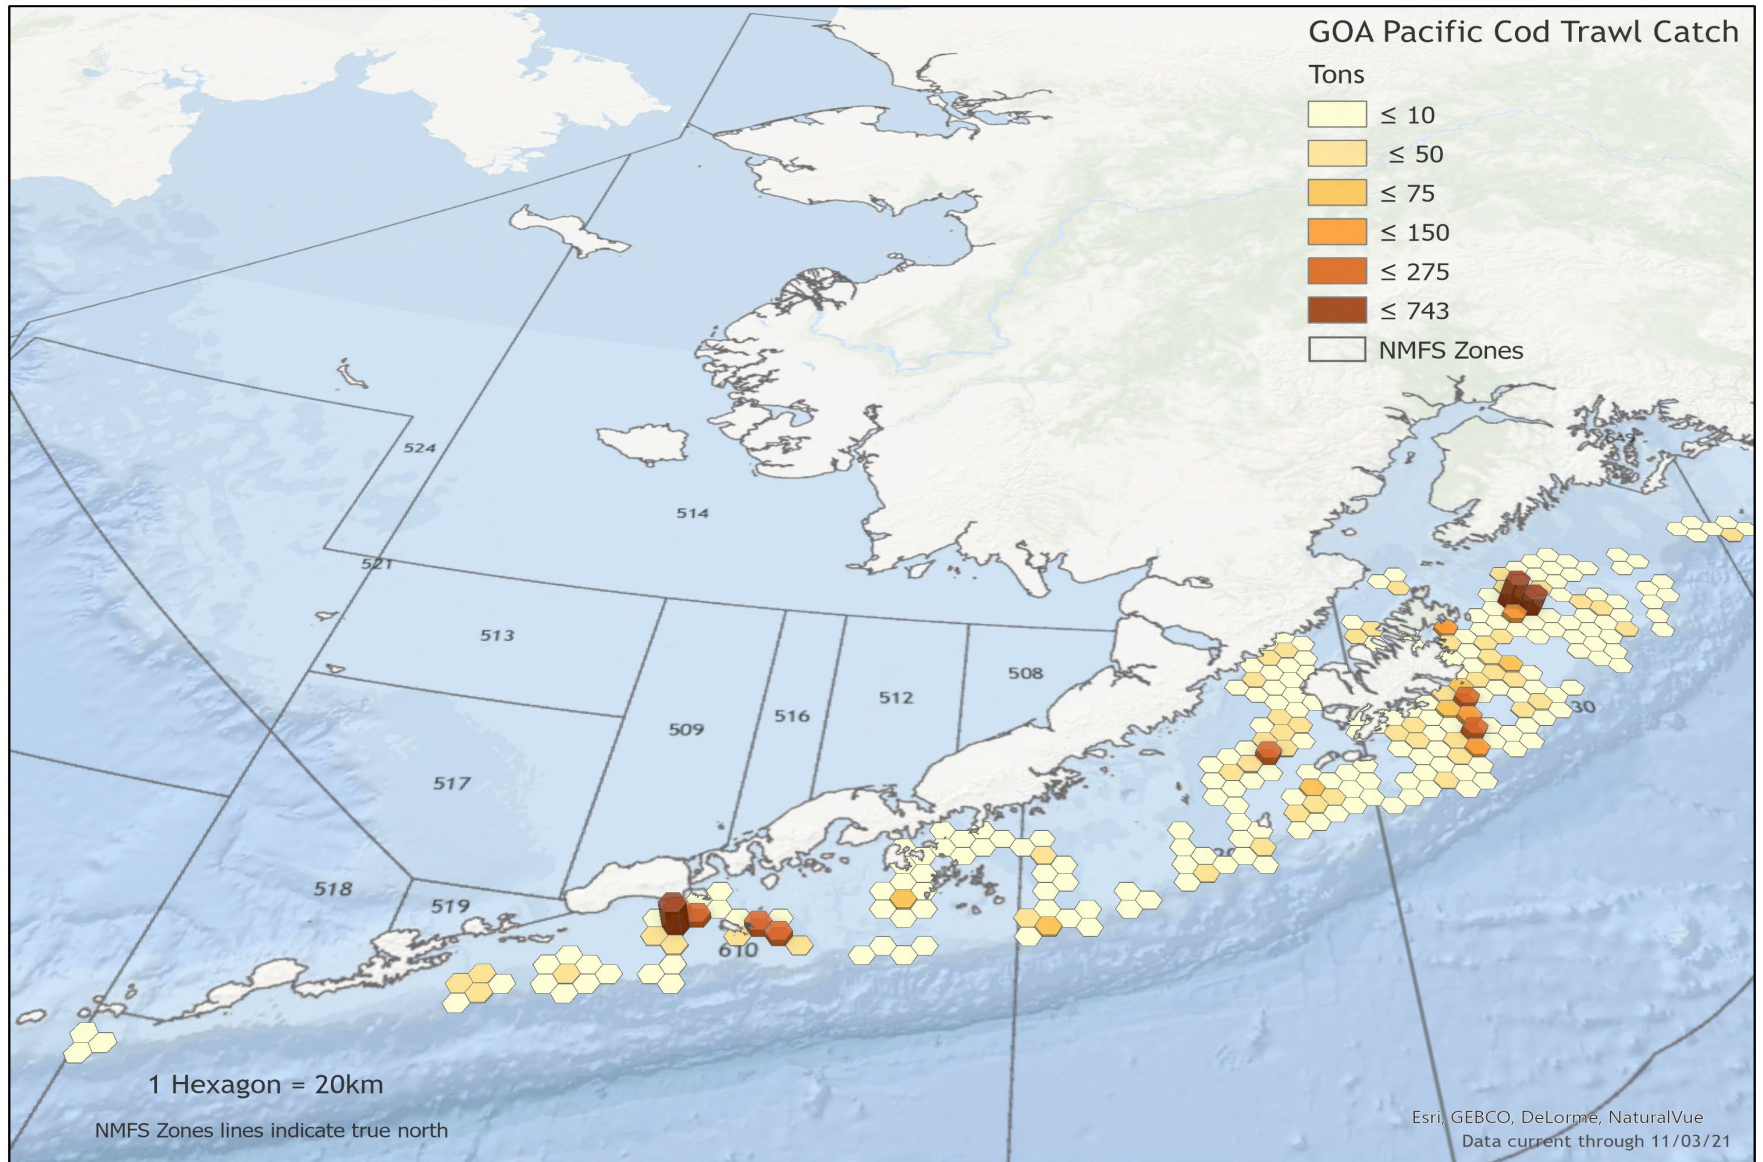 GOA Pacific Cod Trawl Catch
Tons
≤ 10
≤ 50
≤ 75
≤ 150
≤ 275
≤ 743
NMFS Zones
524
514
521
513
508
512
516
509
517
30
518
519
610
1 Hexagon = 20km
NMFS Zones lines indicate true north
Esri, GEBCO, DeLorme, NaturalVue
Data current through 11/03/21